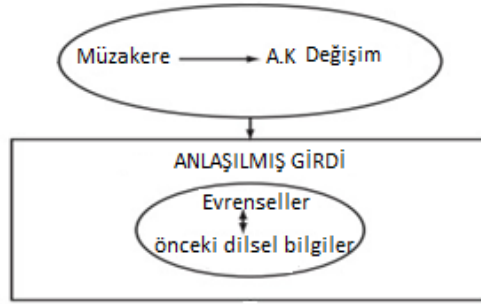 Müzakere A.K Değişim
ANLAŞILMIŞ GİRDİ
Evrenseller
önceki dilsel bilgiler